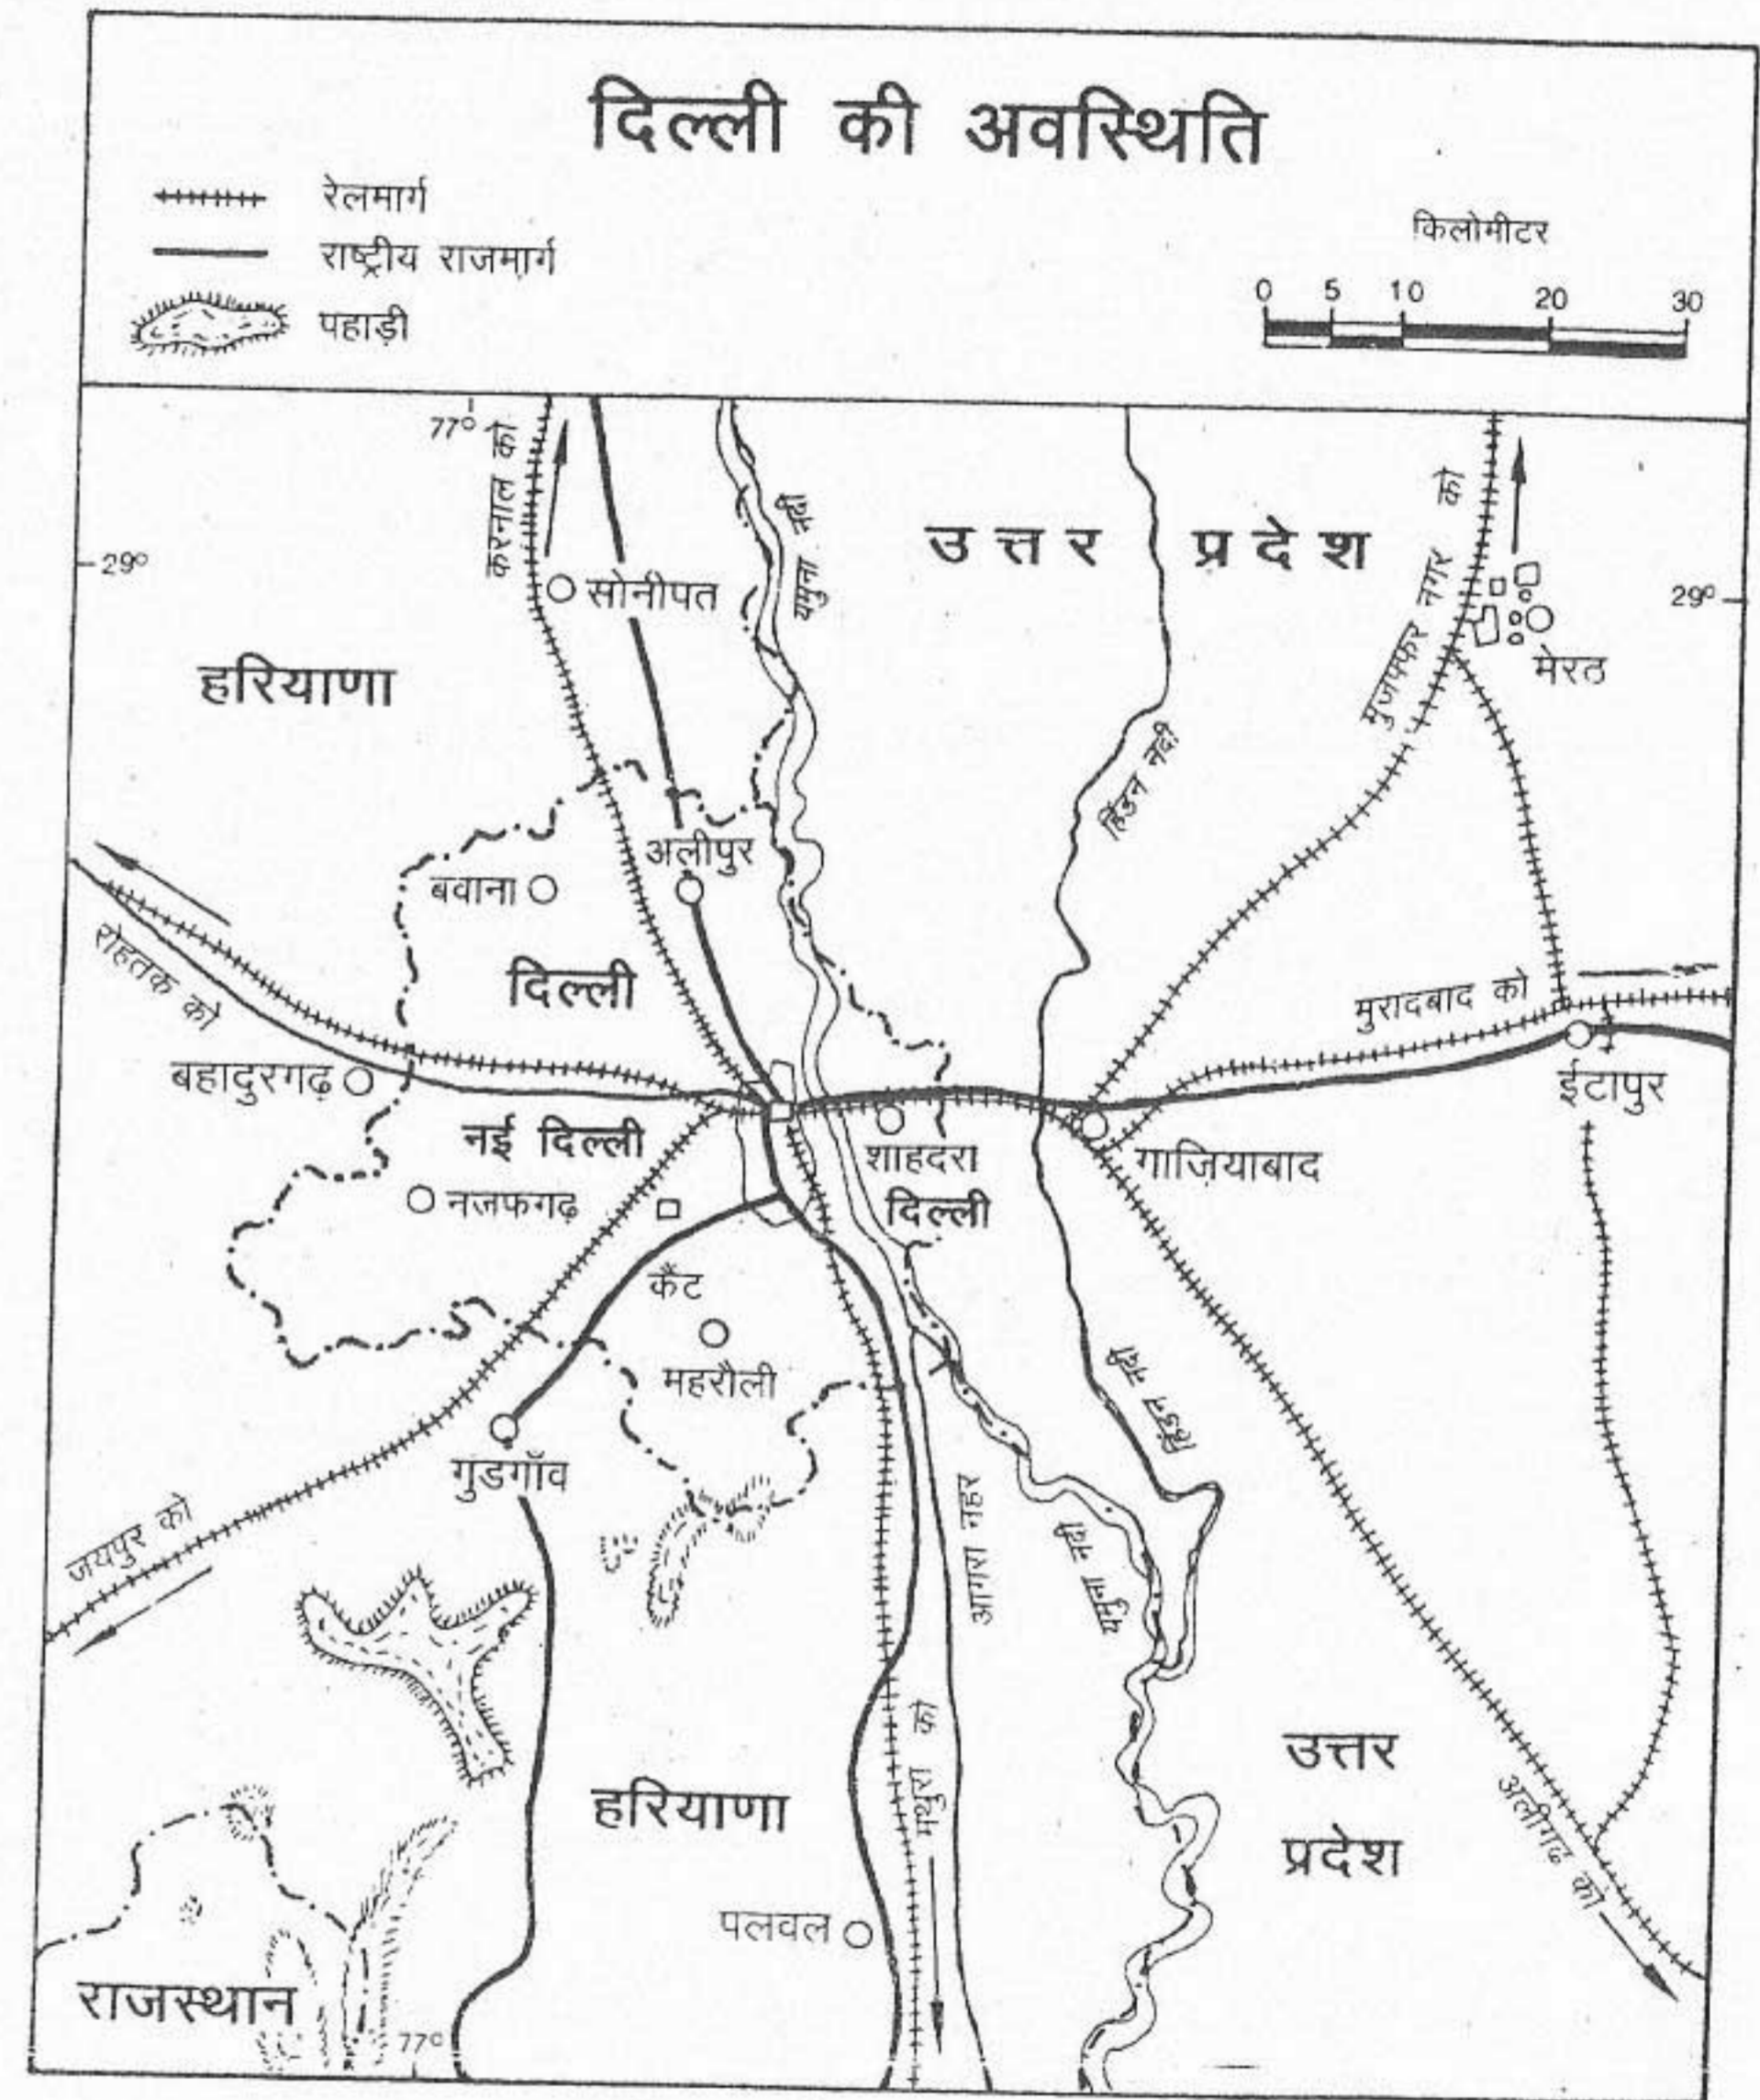 दिल्ली की अवस्थिति
रेलमार्ग
राष्ट्रीय राजमार्ग
पहाड़ी
किलोमीटर
0 5 10 20 30
77°
करनाल को
यमुना नदी
उत्तर प्रदेश
मुजफ्फर नगर को
29°
29°
सोनीपत
मेरठ
हरियाणा
हिंडन नदी
अलीपुर
बवाना
रोहतक को
दिल्ली
मुरादबाद को
बहादुरगढ़
ईटापुर
नई दिल्ली
शाहदरा
गाज़ियाबाद
नजफगढ़
दिल्ली
कैंट
महरौली
हिंडन नदी
गुडगाँव
जयपुर को
आगरा नहर
यमुना नदी
मथुरा को
उत्तर
प्रदेश
हरियाणा
अलीगढ को
पलवल
राजस्थान
77°